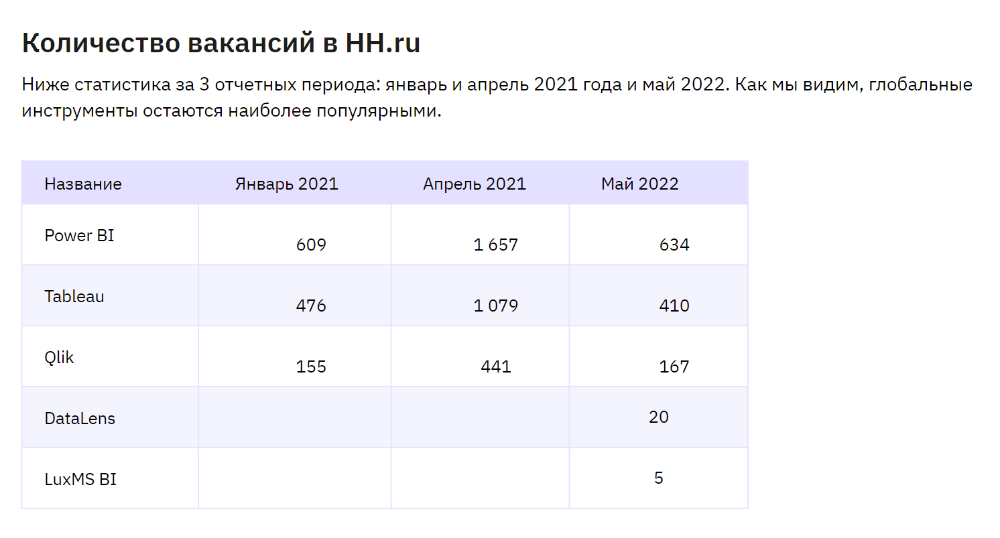 Количество вакансий в HH.ru
Ниже статистика за 3 отчетных периода: январь и апрель 2021 года и май 2022. Как мы видим, глобальные
инструменты остаются наиболее популярными.
Название Январь 2021 Апрель 2021 Май 2022
Power BI 609 1 657 634
Tableau 476 1 079 410
Qlik 155 441 167
DataLens 20
LuxMS BI 5